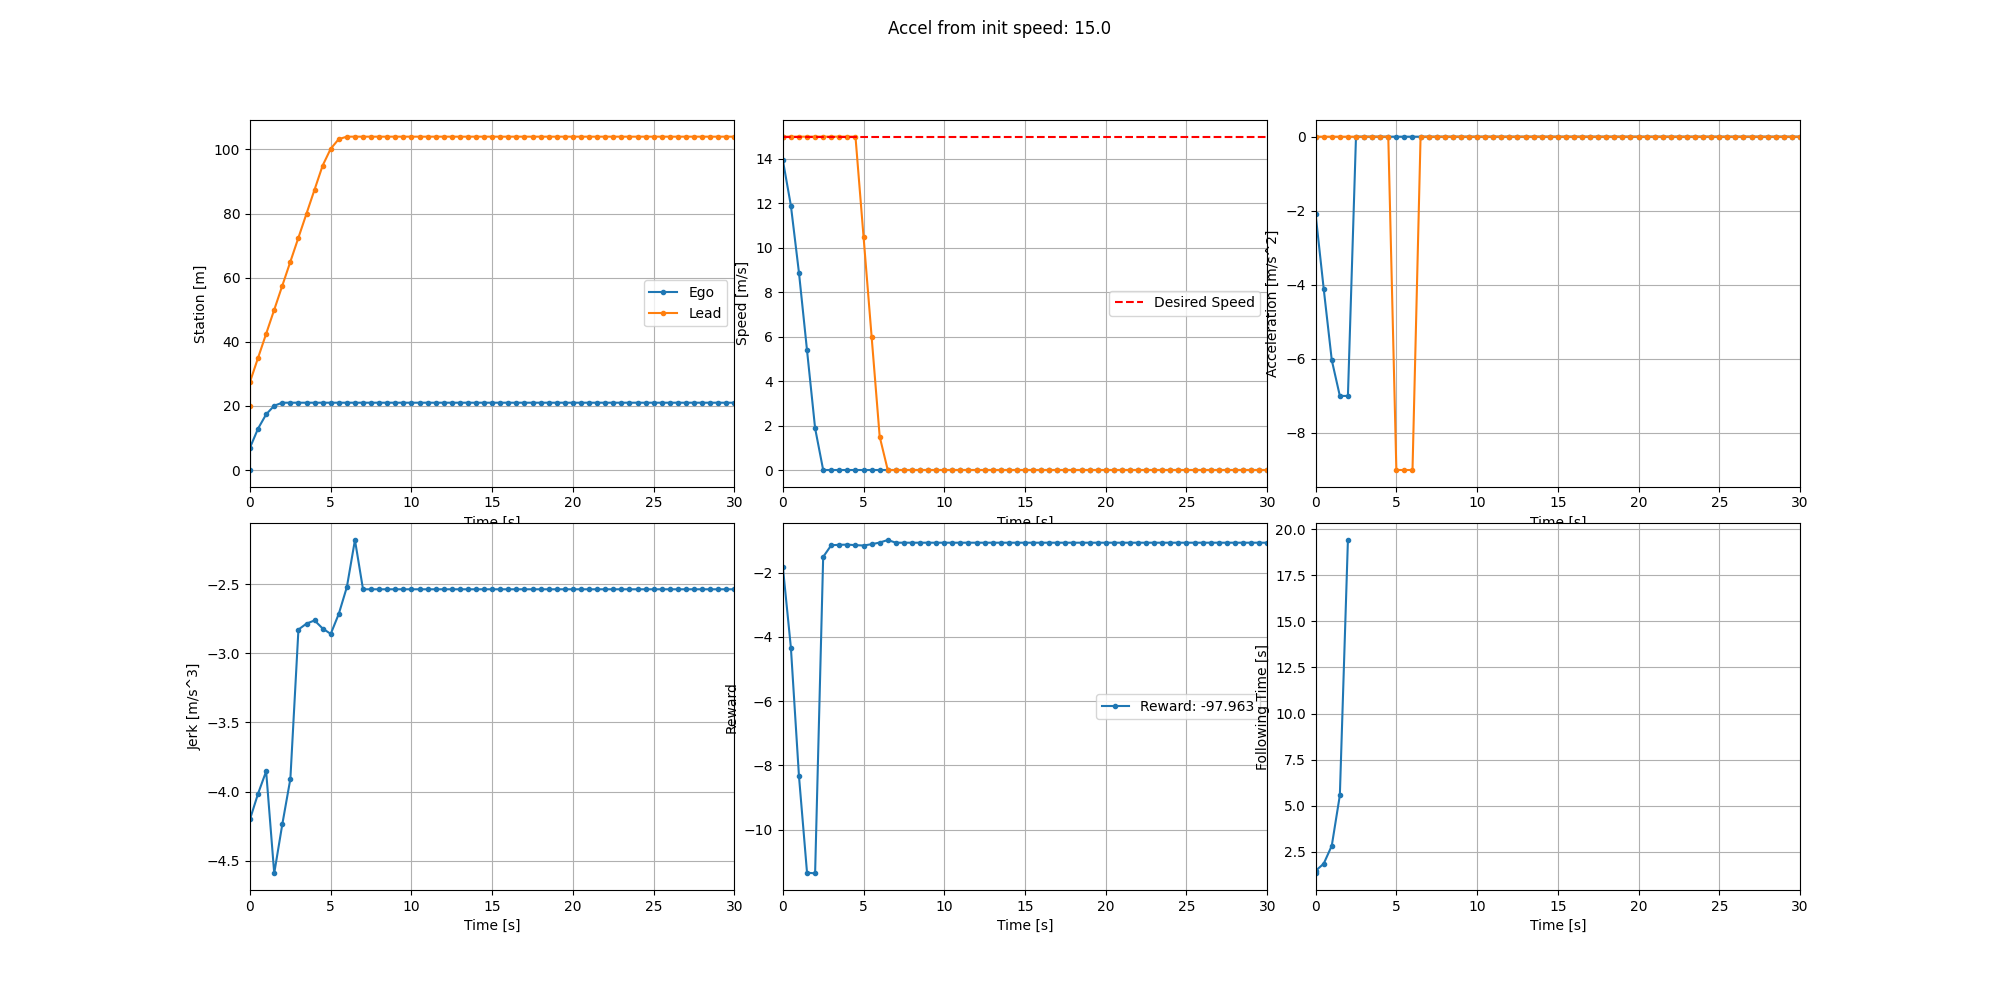 Accel from init speed: 15.0
Station [m]
100
80
60
40
20
0
0 5 10 15 20 25 30
Time [s]
Ego
Lead
Speed [m/s]
14
12
10
8
6
4
2
0
0 5 10 15 20 25 30
Time [s]
Desired Speed
Acceleration [m/s^2]
0
−2
−4
−6
−8
0 5 10 15 20 25 30
Time [s]
Jerk [m/s^3]
−2.5
−3.0
−3.5
−4.0
−4.5
0 5 10 15 20 25 30
Time [s]
Reward
−2
−4
−6
−8
−10
0 5 10 15 20 25 30
Time [s]
Reward: -97.963
Following Time [s]
20.0
17.5
15.0
12.5
10.0
7.5
5.0
2.5
0 5 10 15 20 25 30
Time [s]